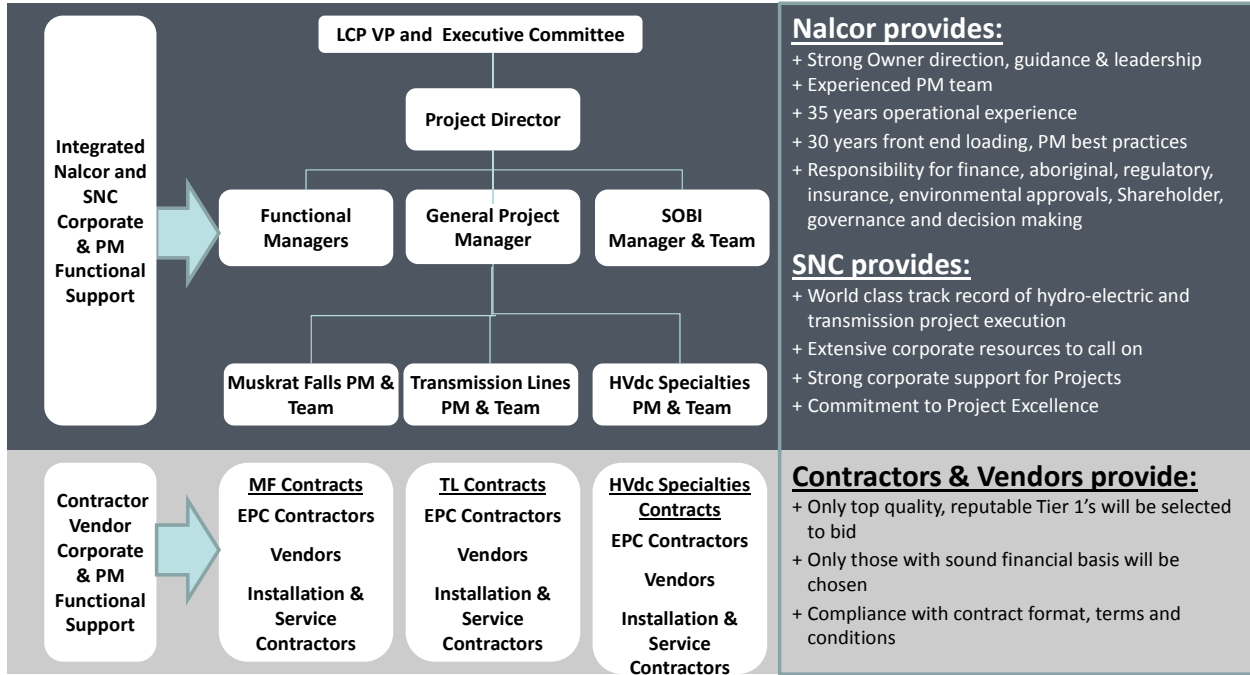 LCP VP and Executive Committee
Project Director
Integrated
Nalcor and
SNC
Corporate
& PM
Functional
Support
Functional
Managers
General Project
Manager
SOBI
Manager & Team
Muskrat Falls PM &
Team
Transmission Lines
PM & Team
HVdc Specialties
PM & Team
Contractor
Vendor
Corporate
& PM
Functional
Support
MF Contracts
EPC Contractors
Vendors
Installation &
Service
Contractors
TL Contracts
EPC Contractors
Vendors
Installation &
Service
Contractors
HVdc Specialties
Contracts
EPC Contractors
Vendors
Installation &
Service
Contractors
Nalcor provides:
+ Strong Owner direction, guidance & leadership
+ Experienced PM team
+ 35 years operational experience
+ 30 years front end loading, PM best practices
+ Responsibility for finance, aboriginal, regulatory,
insurance, environmental approvals, Shareholder,
governance and decision making
SNC provides:
+ World class track record of hydro-electric and
transmission project execution
+ Extensive corporate resources to call on
+ Strong corporate support for Projects
+ Commitment to Project Excellence
Contractors & Vendors provide:
+ Only top quality, reputable Tier 1’s will be selected
to bid
+ Only those with sound financial basis will be
chosen
+ Compliance with contract format, terms and
conditions